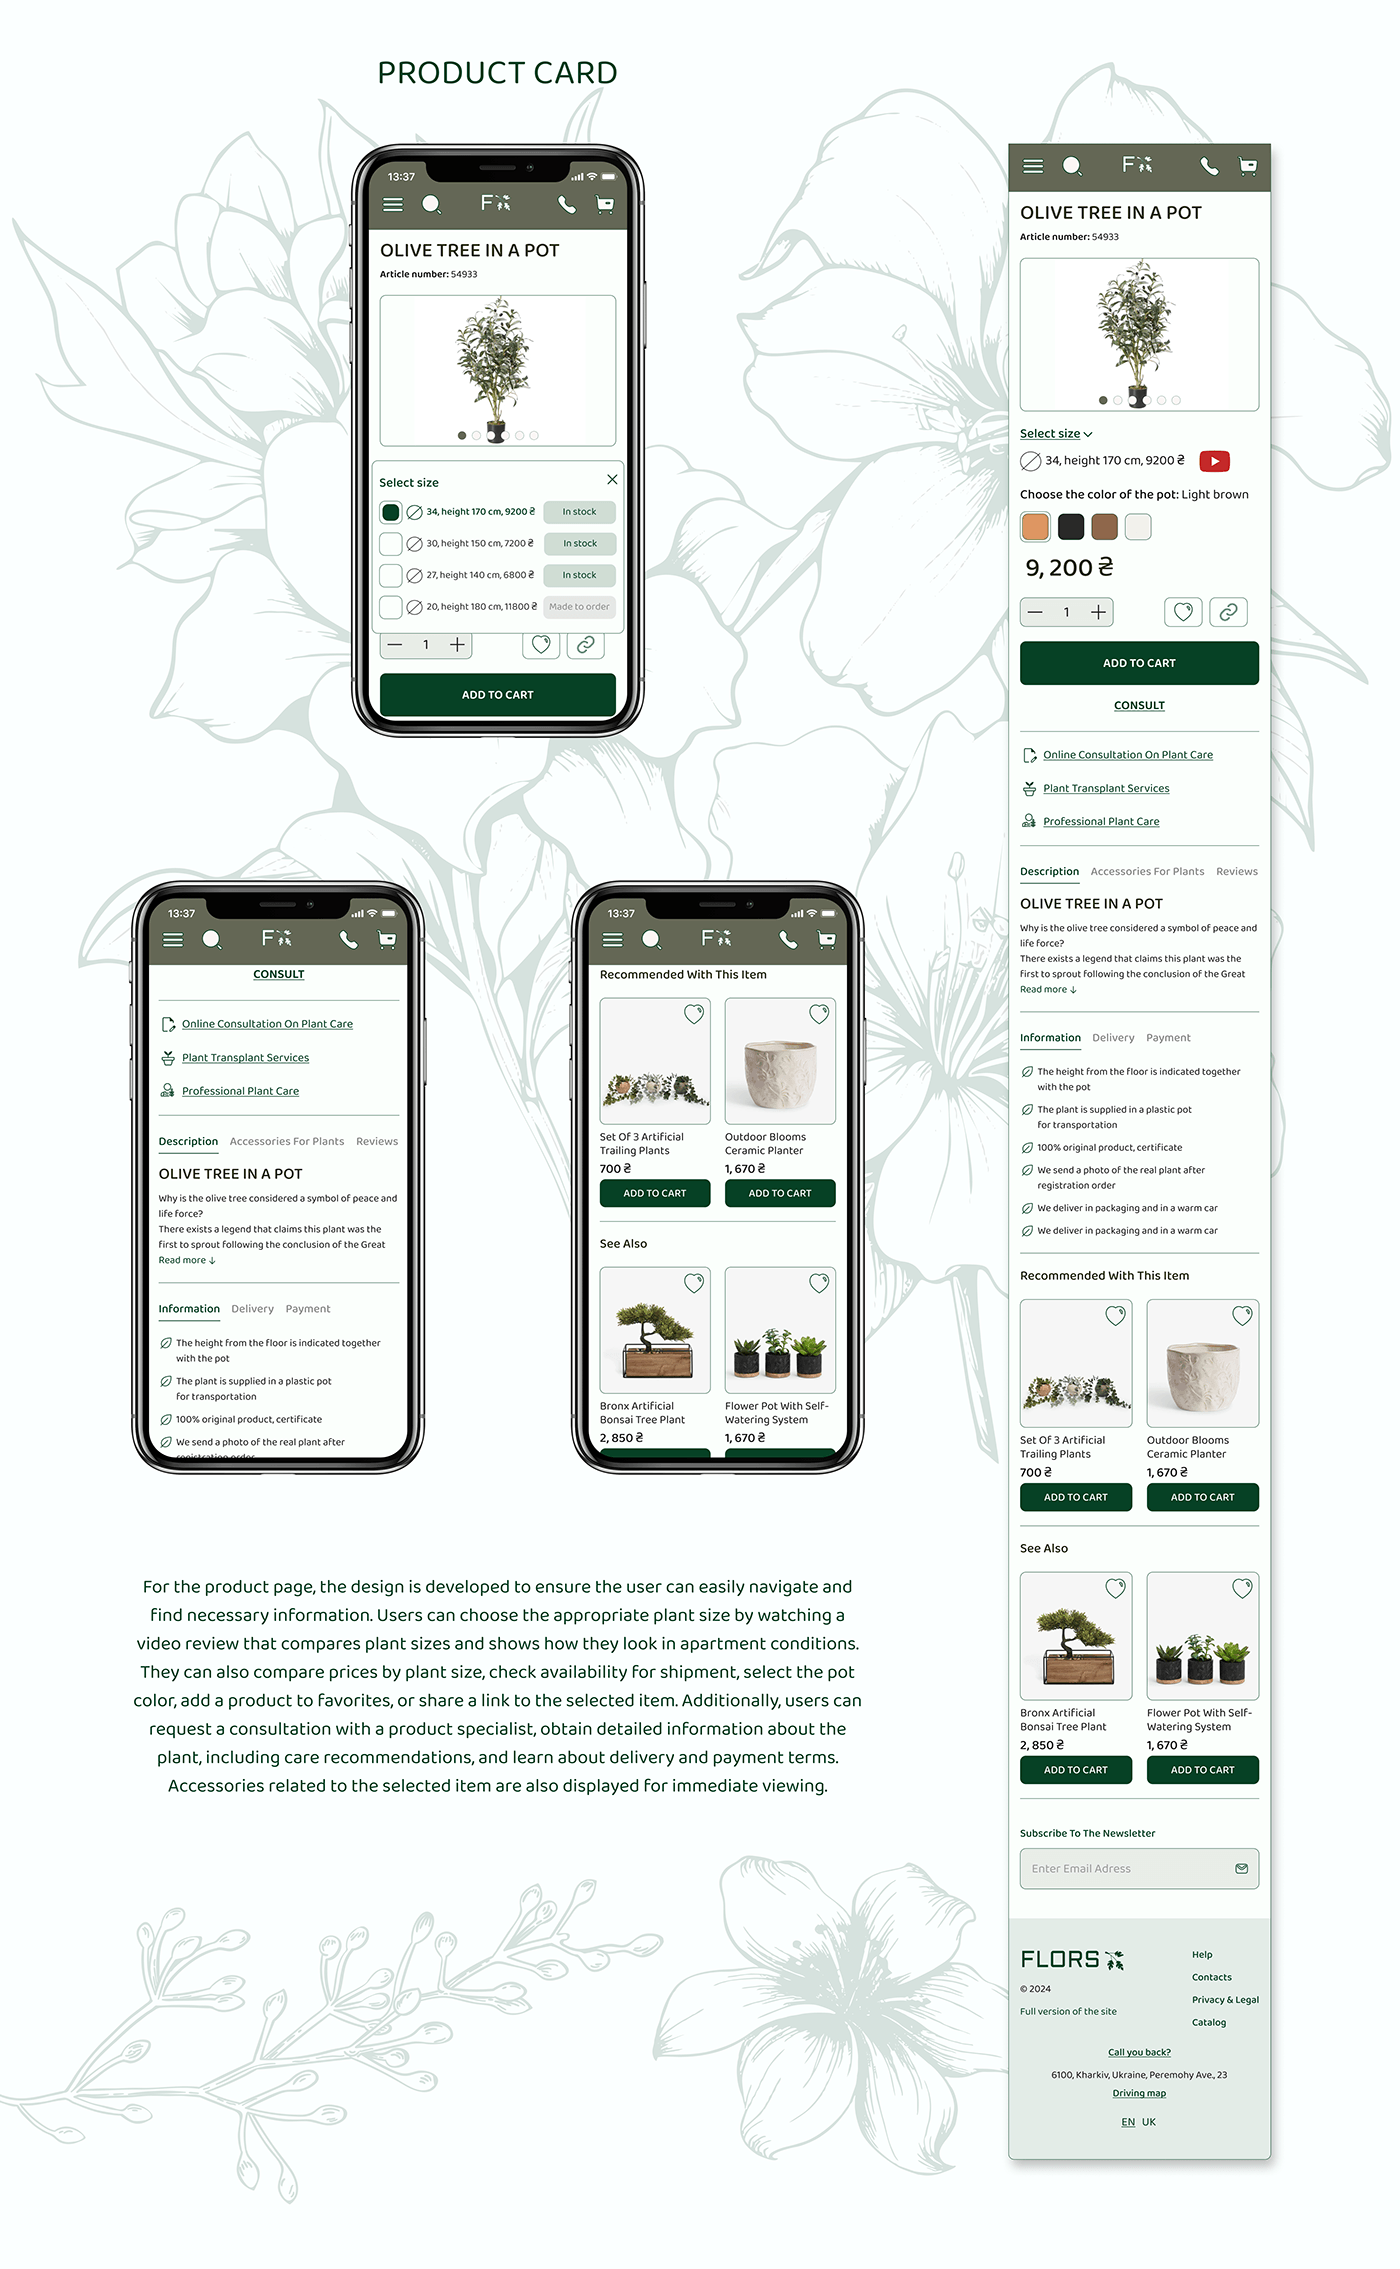 PRODUCT CARD
13:37
F
OLIVE TREE IN A POT
Article number: 54933
Select size
34, height 170 cm, 9200 ₴
In stock
30, height 150 cm, 7200 ₴
In stock
27, height 140 cm, 6800 ₴
In stock
20, height 180 cm, 11800 ₴
Made to order
1
ADD TO CART
13:37
F
CONSULT
Online Consultation On Plant Care
Plant Transplant Services
Professional Plant Care
Description Accessories For Plants Reviews
OLIVE TREE IN A POT
Why is the olive tree considered a symbol of peace and
life force?
There exists a legend that claims this plant was the
first to sprout following the conclusion of the Great
Read more ↓
Information Delivery Payment
The height from the floor is indicated together
with the pot
The plant is supplied in a plastic pot
for transportation
100% original product, certificate
We send a photo of the real plant after
registration order
13:37
F
Recommended With This Item
Set Of 3 Artificial
Trailing Plants
700 ₴
ADD TO CART
Outdoor Blooms
Ceramic Planter
1, 670 ₴
ADD TO CART
See Also
Bronx Artificial
Bonsai Tree Plant
2, 850 ₴
Flower Pot With Self-
Watering System
1, 670 ₴
For the product page, the design is developed to ensure the user can easily navigate and
find necessary information. Users can choose the appropriate plant size by watching a
video review that compares plant sizes and shows how they look in apartment conditions.
They can also compare prices by plant size, check availability for shipment, select the pot
color, add a product to favorites, or share a link to the selected item. Additionally, users can
request a consultation with a product specialist, obtain detailed information about the
plant, including care recommendations, and learn about delivery and payment terms.
Accessories related to the selected item are also displayed for immediate viewing.
F
OLIVE TREE IN A POT
Article number: 54933
Select size
34, height 170 cm, 9200 ₴
Choose the color of the pot: Light brown
9, 200 ₴
1
ADD TO CART
CONSULT
Online Consultation On Plant Care
Plant Transplant Services
Professional Plant Care
Description Accessories For Plants Reviews
OLIVE TREE IN A POT
Why is the olive tree considered a symbol of peace and
life force?
There exists a legend that claims this plant was the
first to sprout following the conclusion of the Great
Read more ↓
Information Delivery Payment
The height from the floor is indicated together
with the pot
The plant is supplied in a plastic pot
for transportation
100% original product, certificate
We send a photo of the real plant after
registration order
We deliver in packaging and in a warm car
We deliver in packaging and in a warm car
Recommended With This Item
Set Of 3 Artificial
Trailing Plants
700 ₴
ADD TO CART
Outdoor Blooms
Ceramic Planter
1, 670 ₴
ADD TO CART
See Also
Bronx Artificial
Bonsai Tree Plant
2, 850 ₴
ADD TO CART
Flower Pot With Self-
Watering System
1, 670 ₴
ADD TO CART
Subscribe To The Newsletter
Enter Email Adress
FLORS
© 2024
Full version of the site
Help
Contacts
Privacy & Legal
Catalog
Call you back?
6100, Kharkiv, Ukraine, Peremohy Ave., 23
Driving map
EN UK